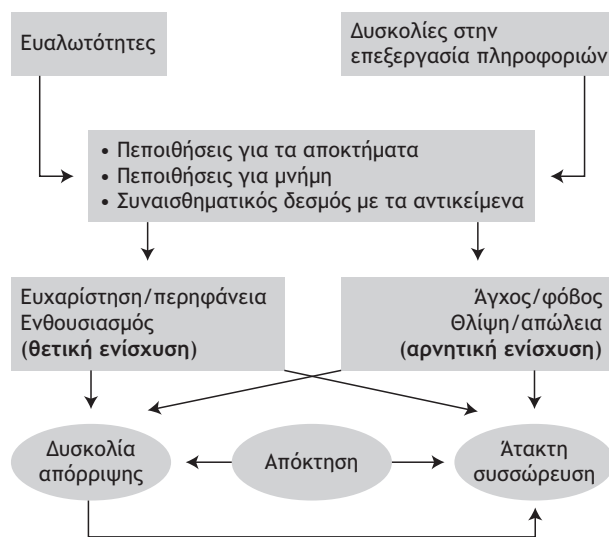 Ευαλωτότητες
Δυσκολίες στην
επεξεργασία πληροφοριών
• Πεποιθήσεις για τα αποκτήματα
• Πεποιθήσεις για μνήμη
• Συναισθηματικός δεσμός με τα αντικείμενα
Ευχαρίστηση/περηφάνεια
Ενθουσιασμός
(θετική ενίσχυση)
Άγχος/φόβος
Θλίψη/απώλεια
(αρνητική ενίσχυση)
Δυσκολία
απόρριψης
Απόκτηση
Άτακτη
συσσώρευση